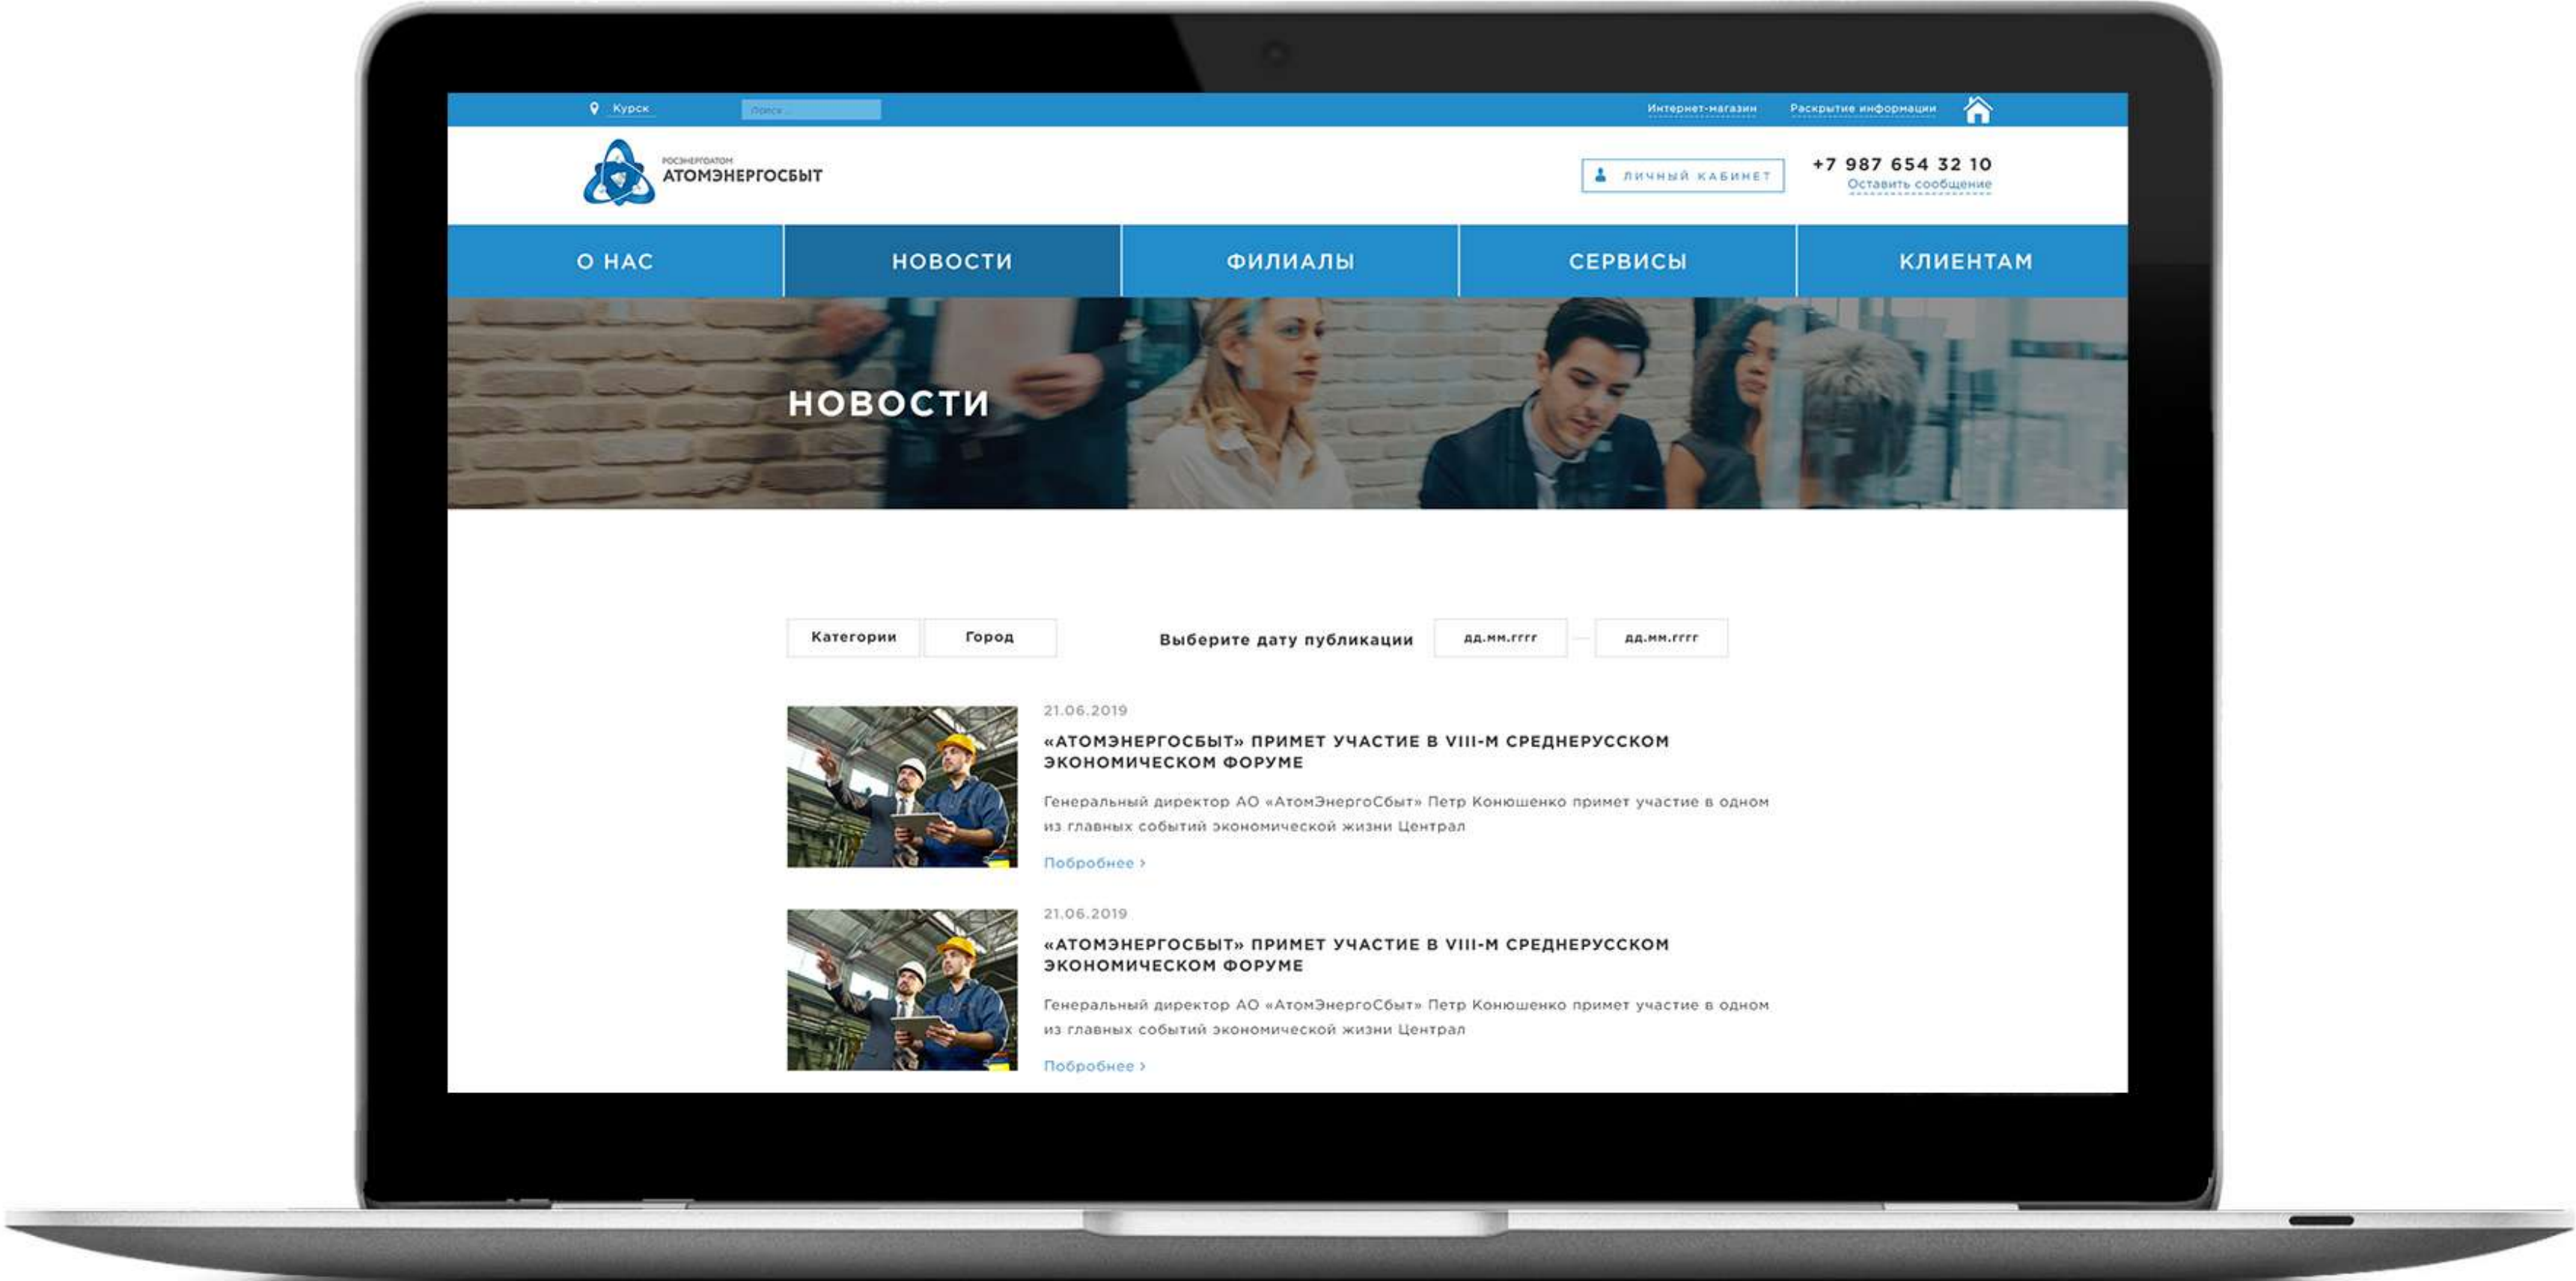 Курск
Поиск ...
Интернет-магазин
Раскрытие информации
РОСЭНЕРГОАТОМ
АТОМЭНЕРГОСБЫТ
ЛИЧНЫЙ КАБИНЕТ
+7 987 654 32 10
Оставить сообщение
О НАС
НОВОСТИ
ФИЛИАЛЫ
СЕРВИСЫ
КЛИЕНТАМ
НОВОСТИ
Категории
Город
Выберите дату публикации
дд.мм.гггг
—
дд.мм.гггг
21.06.2019
«АТОМЭНЕРГОСБЫТ» ПРИМЕТ УЧАСТИЕ В VIII-М СРЕДНЕРУССКОМ
ЭКОНОМИЧЕСКОМ ФОРУМЕ
Генеральный директор АО «АтомЭнергоСбыт» Петр Конюшенко примет участие в одном
из главных событий экономической жизни Централ
Побробнее >
21.06.2019
«АТОМЭНЕРГОСБЫТ» ПРИМЕТ УЧАСТИЕ В VIII-М СРЕДНЕРУССКОМ
ЭКОНОМИЧЕСКОМ ФОРУМЕ
Генеральный директор АО «АтомЭнергоСбыт» Петр Конюшенко примет участие в одном
из главных событий экономической жизни Централ
Побробнее >